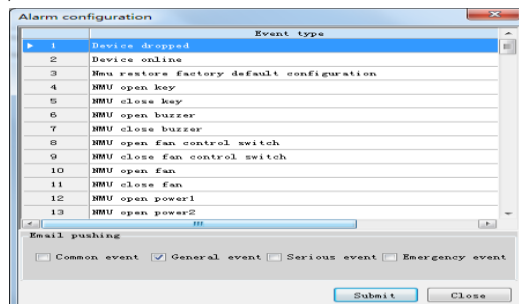 Alarm configuration
Event type
1 Device dropped
2 Device online
3 Nmu restore factory default configuration
4 NMU open key
5 NMU close key
6 NMU open buzzer
7 NMU close buzzer
8 NMU open fan control switch
9 NMU close fan control switch
10 NMU open fan
11 NMU close fan
12 NMU open power1
13 NMU open power2
Email pushing
Common event General event Serious event Emergency event
Submit Close